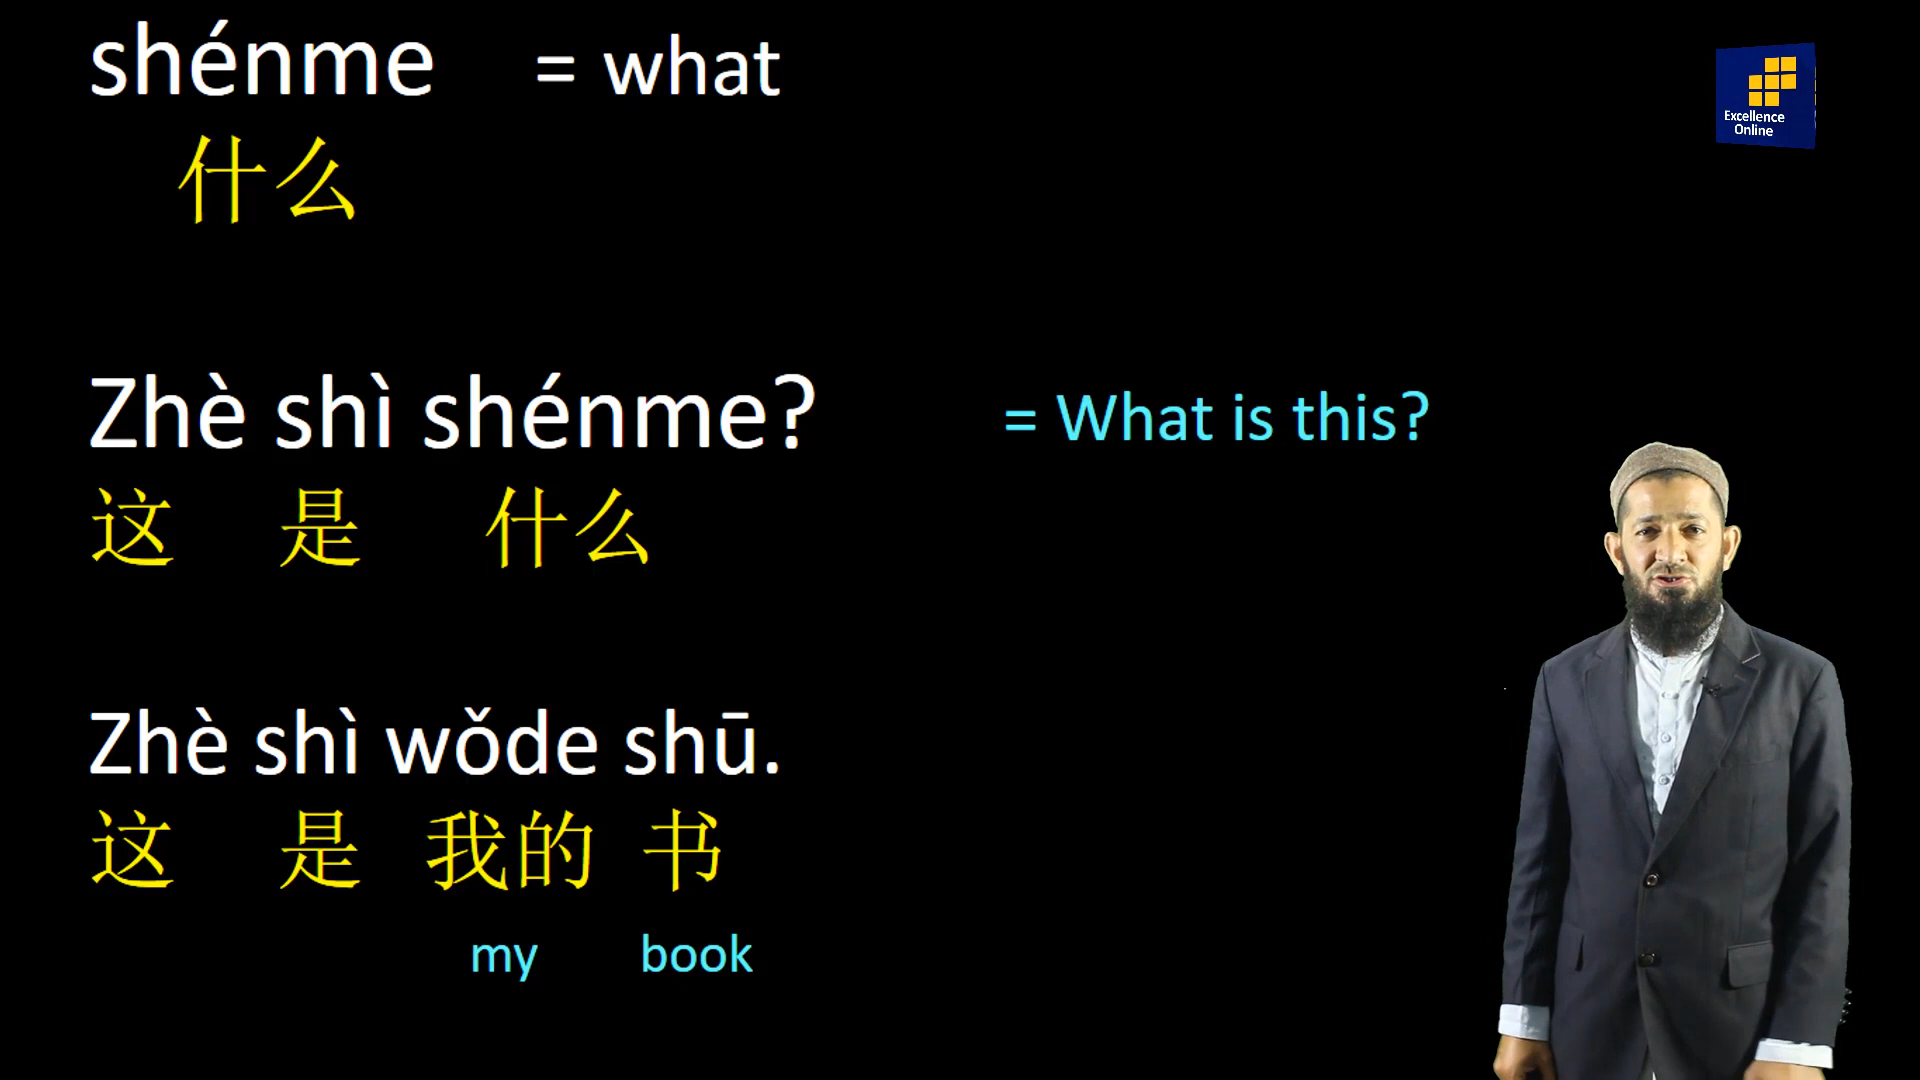 shénme = what
什么
Excellence
Online
Zhè shì shénme? = What is this?
这 是 什么
Zhè shì wǒde shū.
这 是 我的 书
my book